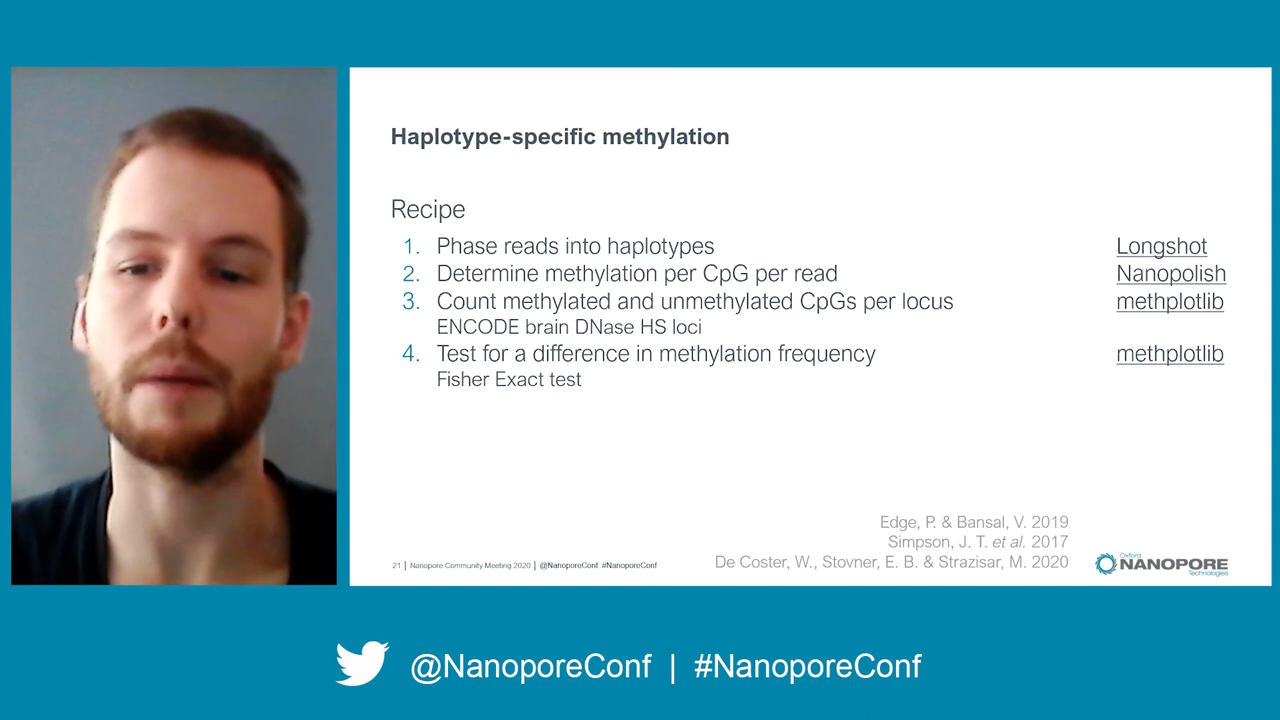 Haplotype-specific methylation
Recipe
1. Phase reads into haplotypes Longshot
2. Determine methylation per CpG per read Nanopolish
3. Count methylated and unmethylated CpGs per locus methplotlib
ENCODE brain DNase HS loci
4. Test for a difference in methylation frequency methplotlib
Fisher Exact test
Edge, P. & Bansal, V. 2019
Simpson, J. T. et al. 2017
De Coster, W., Stovner, E. B. & Strazisar, M. 2020
21 | Nanopore Community Meeting 2020 | @NanoporeConf #NanoporeConf
Oxford
NANOPORE
Technologies
@NanoporeConf | #NanoporeConf